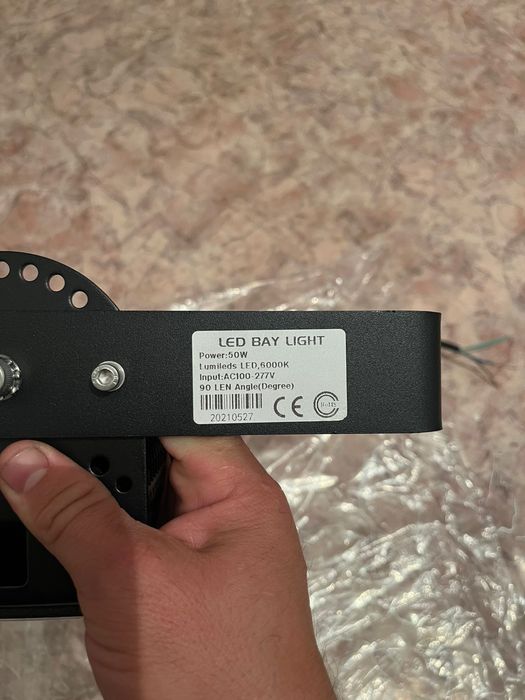 LED BAY LIGHT
Power:50W
Lumileds LED,6000K
Input:AC100-277V
90 LEN Angle(Degree)
20210527
CE